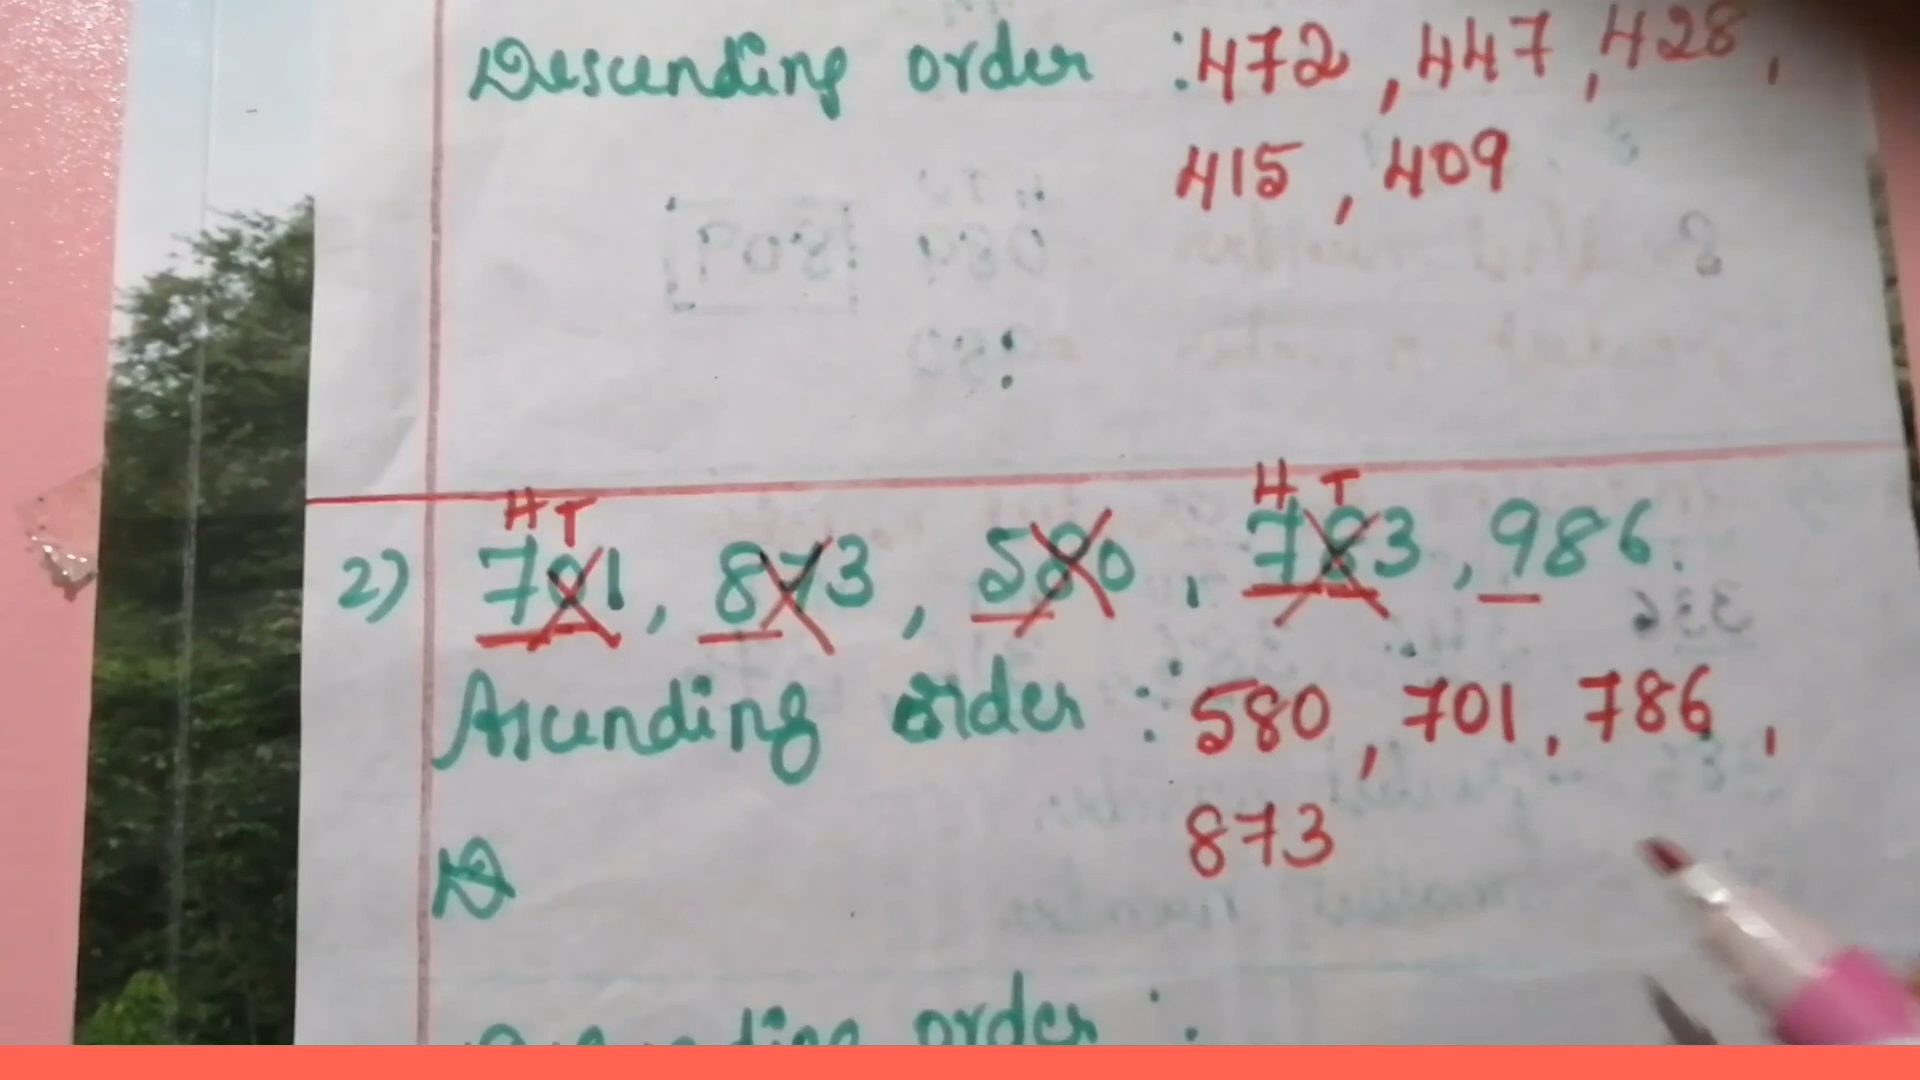 Descending order : 472, 447, 428,
415, 409
H T H T
2) 701, 873, 580, 783, 986.
Ascending order : 580, 701, 786,
873
D
order :